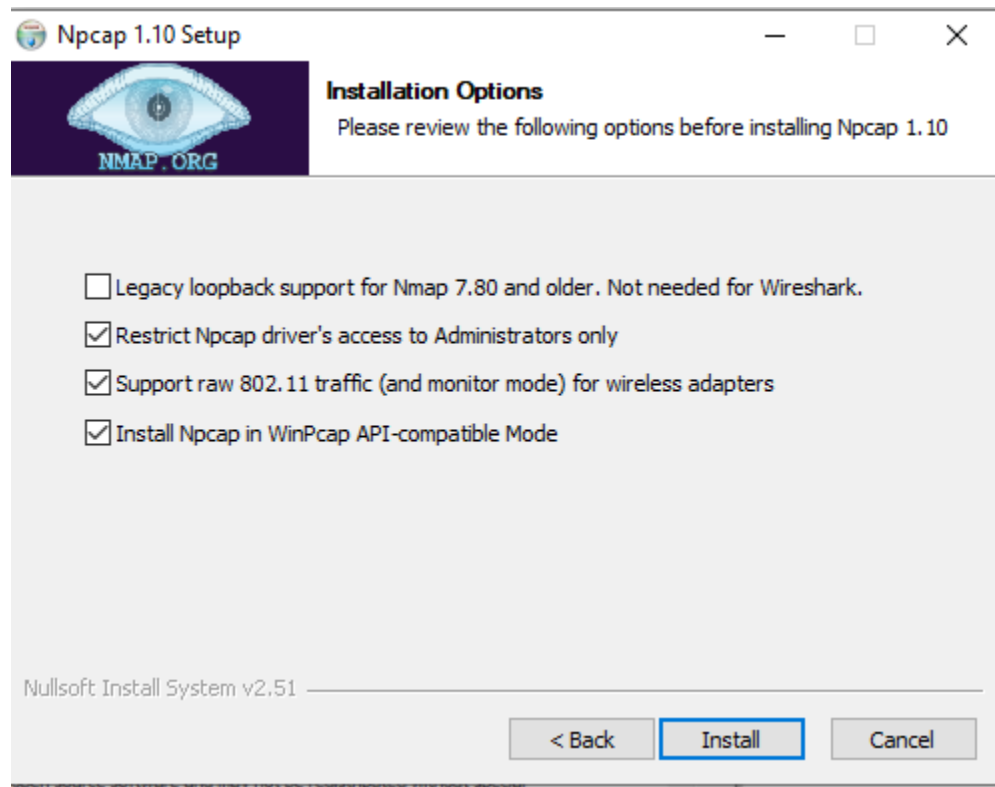 Npcap 1.10 Setup
Installation Options
Please review the following options before installing Npcap 1.10
NMAP.ORG
Legacy loopback support for Nmap 7.80 and older. Not needed for Wireshark.
Restrict Npcap driver's access to Administrators only
Support raw 802.11 traffic (and monitor mode) for wireless adapters
Install Npcap in WinPcap API-compatible Mode
Nullsoft Install System v2.51
< Back
Install
Cancel